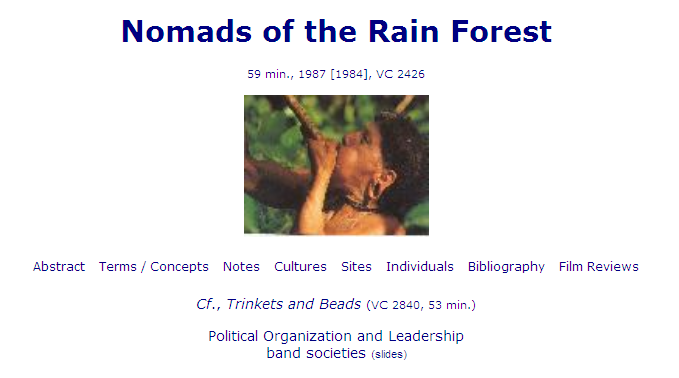 Nomads of the Rain Forest
59 min., 1987 [1984], VC 2426
Abstract Terms / Concepts Notes Cultures Sites Individuals Bibliography Film Reviews
Cf., Trinkets and Beads (VC 2840, 53 min.)
Political Organization and Leadership
band societies (slides)